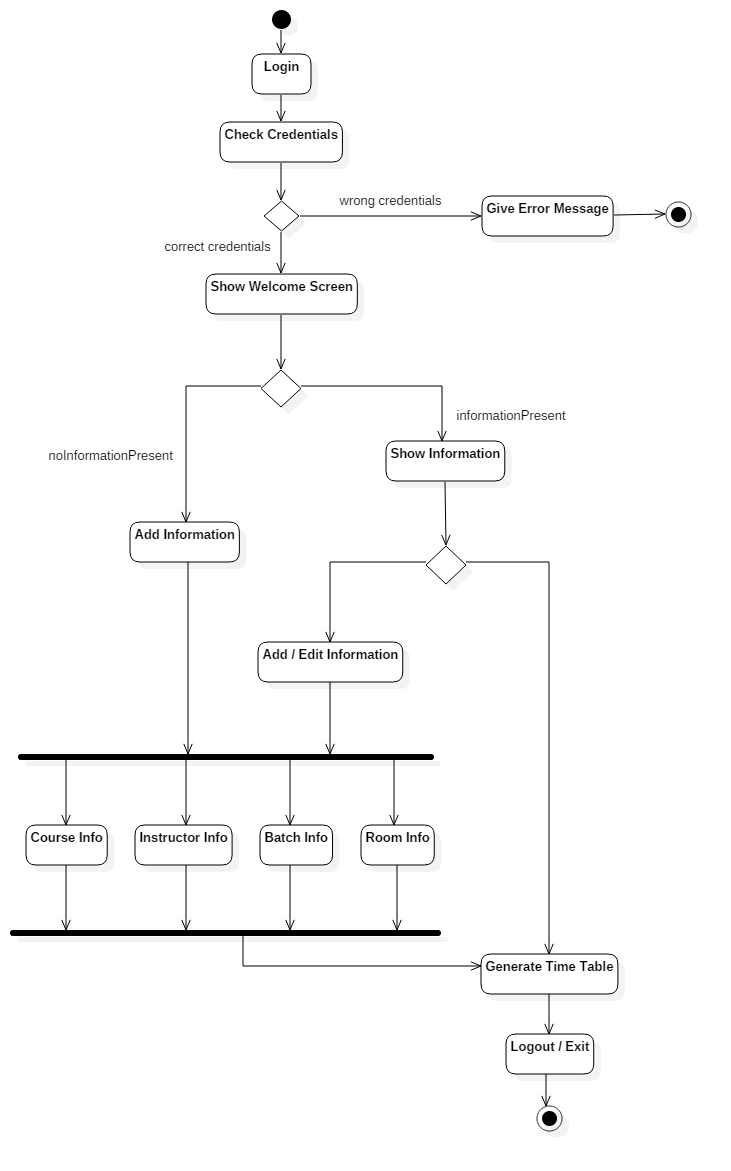 Login
Check Credentials
wrong credentials
Give Error Message
correct credentials
Show Welcome Screen
informationPresent
noInformationPresent
Show Information
Add Information
Add / Edit Information
Course Info
Instructor Info
Batch Info
Room Info
Generate Time Table
Logout / Exit